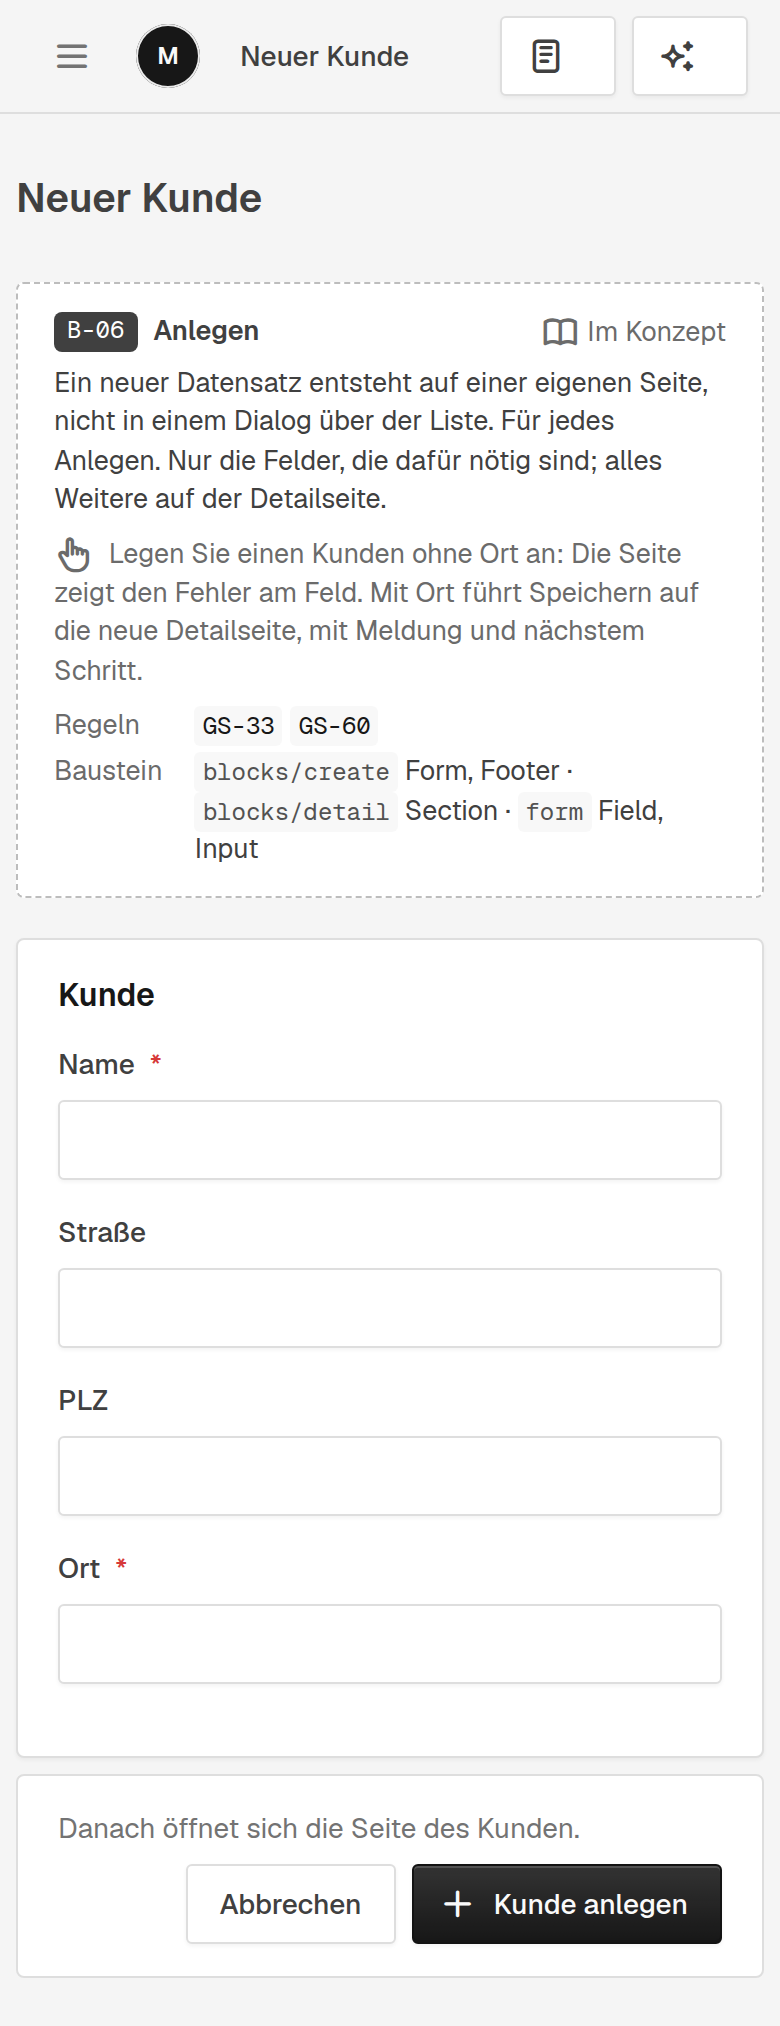 M
Neuer Kunde
Neuer Kunde
B-06 Anlegen
Im Konzept
Ein neuer Datensatz entsteht auf einer eigenen Seite,
nicht in einem Dialog über der Liste. Für jedes
Anlegen. Nur die Felder, die dafür nötig sind; alles
Weitere auf der Detailseite.
Legen Sie einen Kunden ohne Ort an: Die Seite
zeigt den Fehler am Feld. Mit Ort führt Speichern auf
die neue Detailseite, mit Meldung und nächstem
Schritt.
Regeln GS-33 GS-60
Baustein blocks/create Form, Footer ·
blocks/detail Section · form Field,
Input
Kunde
Name *
Straße
PLZ
Ort *
Danach öffnet sich die Seite des Kunden.
Abbrechen
Kunde anlegen